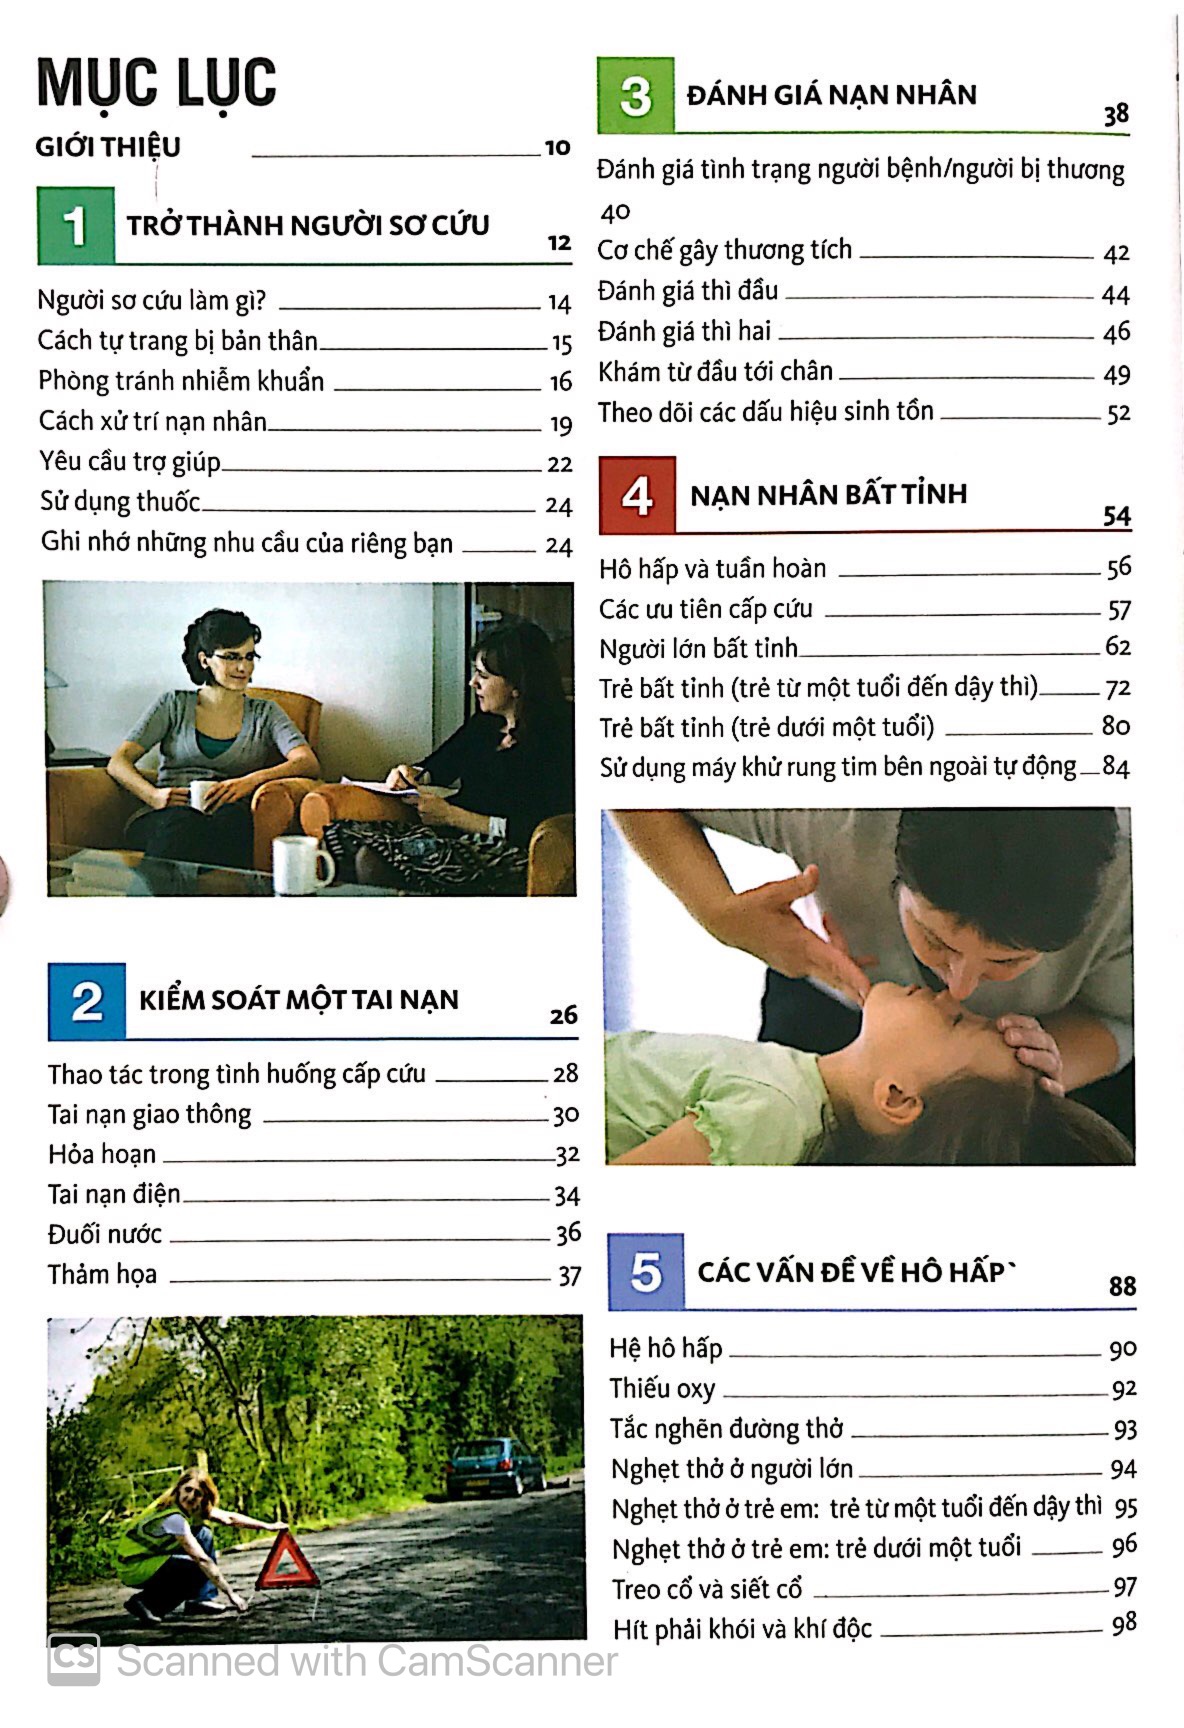 MỤC LỤC
GIỚI THIỆU 10
1 TRỞ THÀNH NGƯỜI SƠ CỨU 12
Người sơ cứu làm gì? 14
Cách tự trang bị bản thân 15
Phòng tránh nhiễm khuẩn 16
Cách xử trí nạn nhân 19
Yêu cầu trợ giúp 22
Sử dụng thuốc 24
Ghi nhớ những nhu cầu của riêng bạn 24
2 KIỂM SOÁT MỘT TAI NẠN 26
Thao tác trong tình huống cấp cứu 28
Tai nạn giao thông 30
Hỏa hoạn 32
Tai nạn điện 34
Đuối nước 36
Thảm họa 37
3 ĐÁNH GIÁ NẠN NHÂN 38
Đánh giá tình trạng người bệnh/người bị thương
40
Cơ chế gây thương tích 42
Đánh giá thì đầu 44
Đánh giá thì hai 46
Khám từ đầu tới chân 49
Theo dõi các dấu hiệu sinh tồn 52
4 NẠN NHÂN BẤT TỈNH 54
Hô hấp và tuần hoàn 56
Các ưu tiên cấp cứu 57
Người lớn bất tỉnh 62
Trẻ bất tỉnh (trẻ từ một tuổi đến dậy thì) 72
Trẻ bất tỉnh (trẻ dưới một tuổi) 80
Sử dụng máy khử rung tim bên ngoài tự động 84
5 CÁC VẤN ĐỀ VỀ HÔ HẤP` 88
Hệ hô hấp 90
Thiếu oxy 92
Tắc nghẽn đường thở 93
Nghẹt thở ở người lớn 94
Nghẹt thở ở trẻ em: trẻ từ một tuổi đến dậy thì 95
Nghẹt thở ở trẻ em: trẻ dưới một tuổi 96
Treo cổ và siết cổ 97
Hít phải khói và khí độc 98
CS Scanned with CamScanner